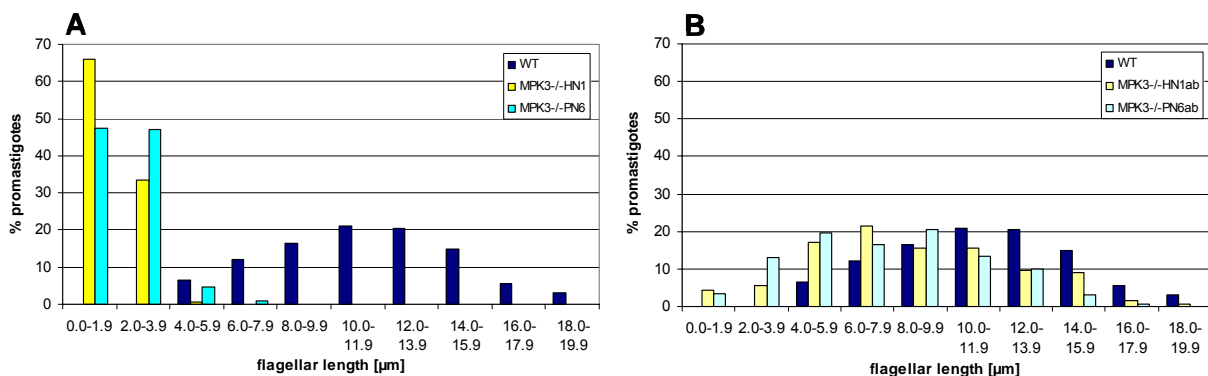 A
70
60
50
40
30
20
10
0
% promastigotes
WT
MPK3-/-HN1
MPK3-/-PN6
0.0-1.9 2.0-3.9 4.0-5.9 6.0-7.9 8.0-9.9 10.0- 12.0- 14.0- 16.0- 18.0-
11.9 13.9 15.9 17.9 19.9
flagellar length [µm]
B
70
60
50
40
30
20
10
0
% promastigotes
WT
MPK3-/-HN1ab
MPK3-/-PN6ab
0.0-1.9 2.0-3.9 4.0-5.9 6.0-7.9 8.0-9.9 10.0- 12.0- 14.0- 16.0- 18.0-
11.9 13.9 15.9 17.9 19.9
flagellar length [µm]